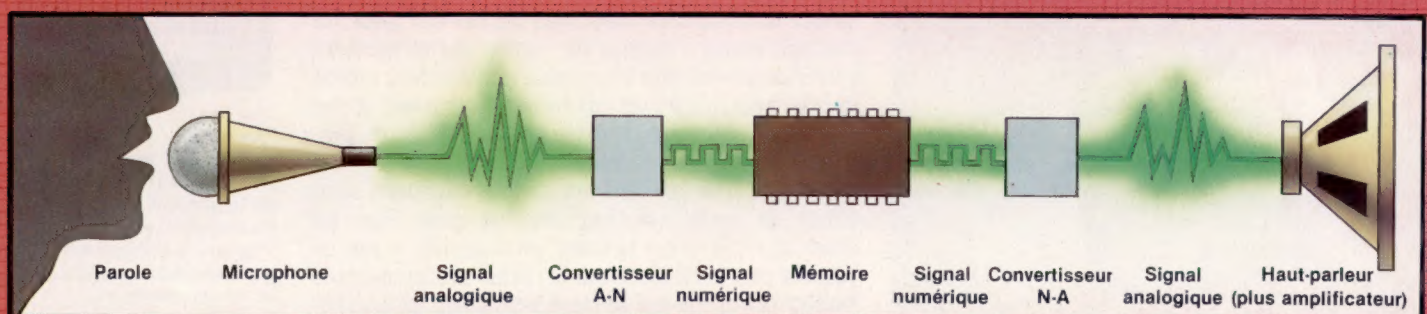 Parole
Microphone
Signal
analogique
Convertisseur
A-N
Signal
numérique
Mémoire
Signal
numérique
Convertisseur
N-A
Signal
analogique
Haut-parleur
(plus amplificateur)